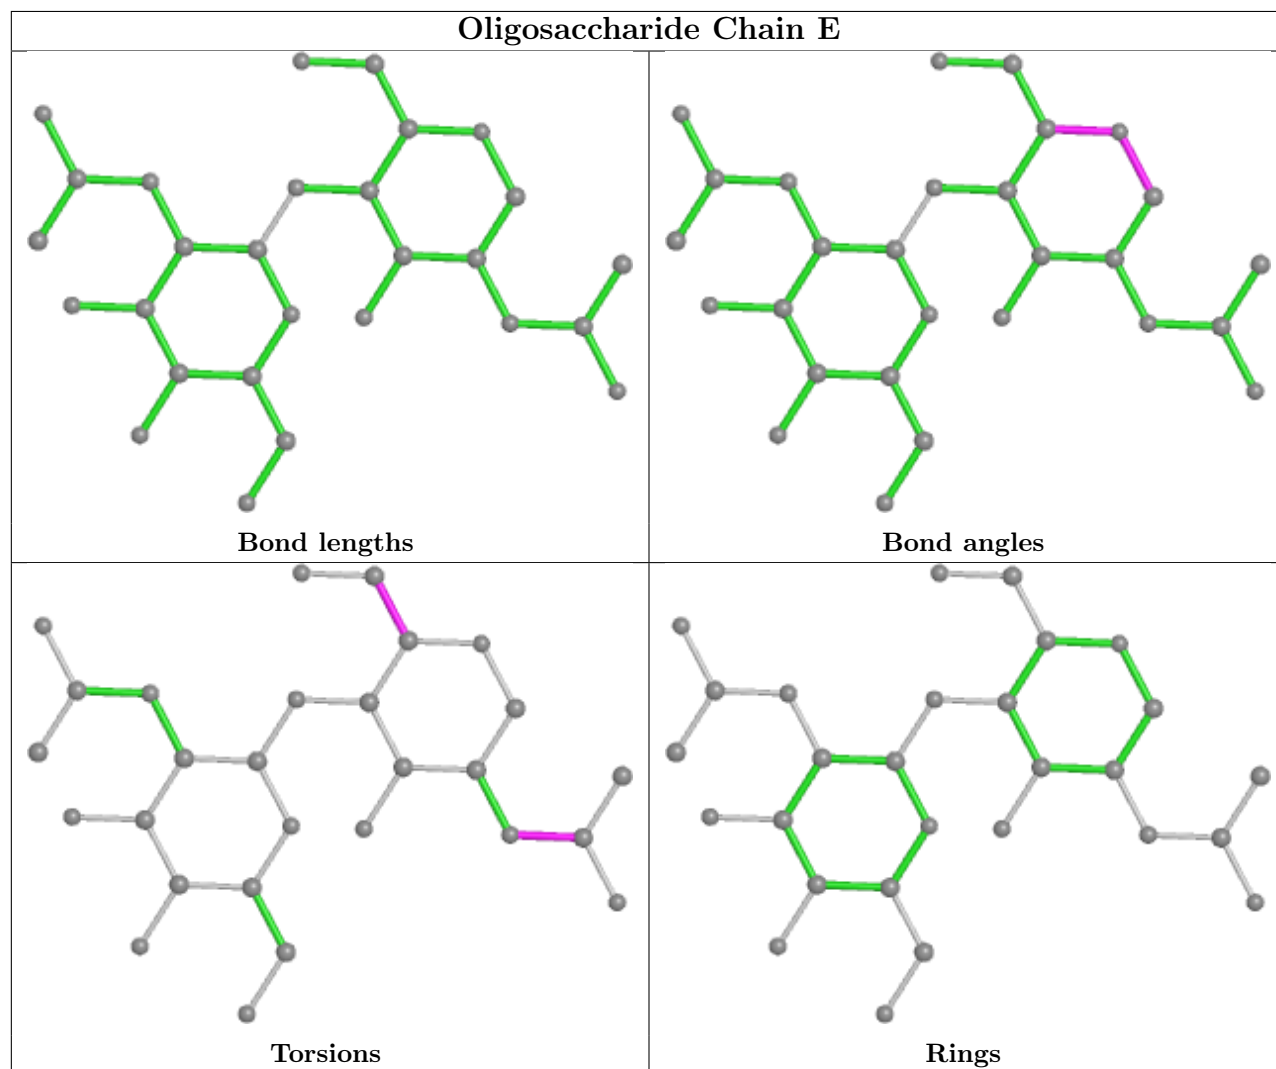 Oligosaccharide Chain E
Bond lengths
Bond angles
Torsions
Rings